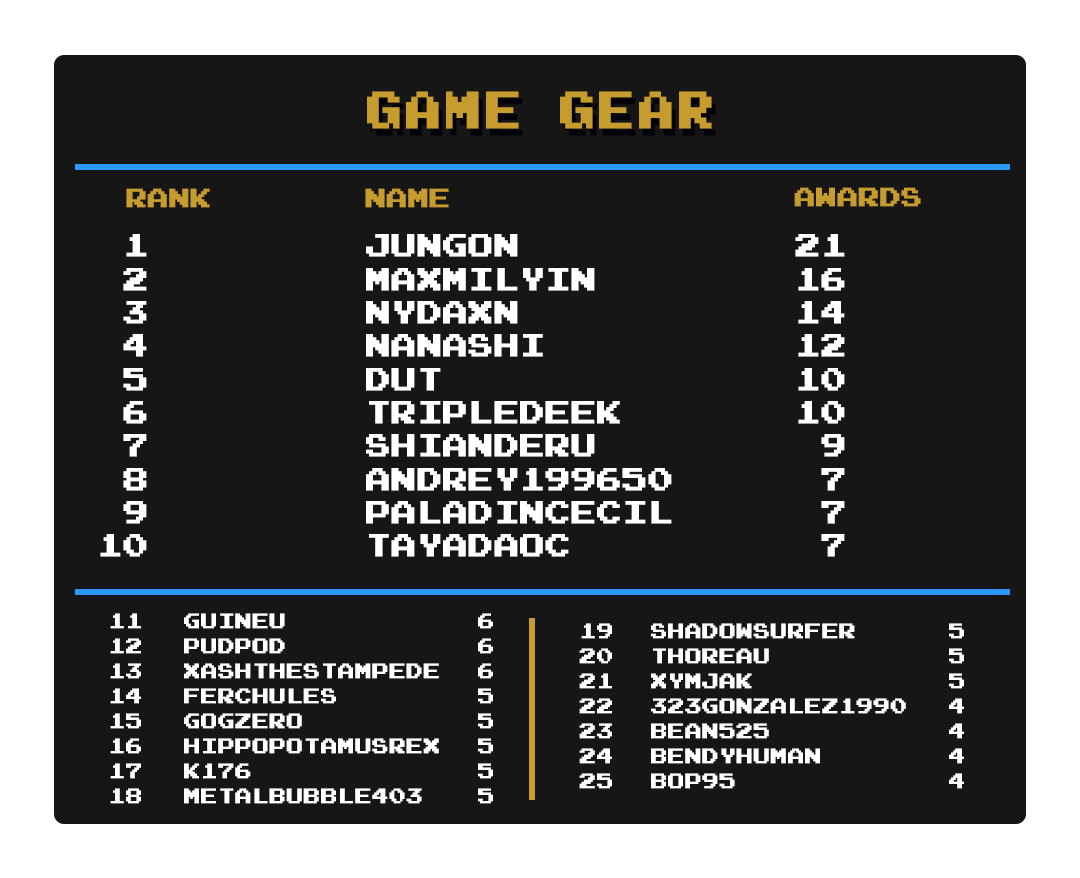 GAME GEAR
RANK NAME AWARDS
1 JUNGON 21
2 MAXMILYIN 16
3 NYDAXN 14
4 NANASHI 12
5 DUT 10
6 TRIPLEDEEK 10
7 SHIANDERU 9
8 ANDREY199650 7
9 PALADINCECIL 7
10 TAYADAOC 7
11 GUINEU 6
12 PUDPOD 6
13 XASHTHESTAMPEDE 6
14 FERCHULES 5
15 GOGZERO 5
16 HIPPOPOTAMUSREX 5
17 K176 5
18 METALBUBBLE403 5
19 SHADOWSURFER 5
20 THOREAU 5
21 XYMJAK 5
22 323GONZALEZ1990 4
23 BEAN525 4
24 BENDYHUMAN 4
25 BOP95 4